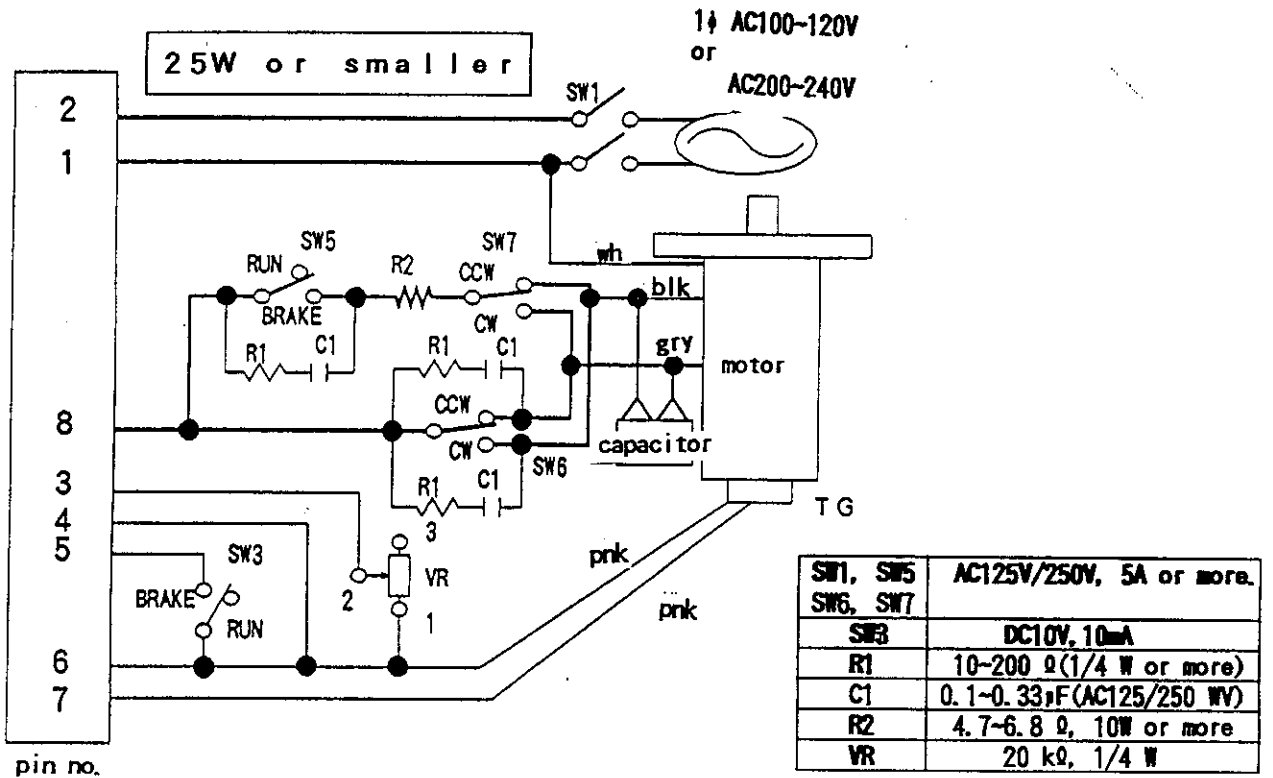 1ϕ AC100~120V
or
AC200~240V
25W or smaller
SW1
2
1
SW5
RUN
BRAKE
R2
SW7
CCW
CW
wh
blk
gry
motor
R1
C1
R1
C1
8
CCW
CW
SW6
capacitor
R1
C1
3
4
5
3
VR
2
1
SW3
BRAKE
RUN
TG
pnk
pnk
6
7
pin no.
SW1, SW5 AC125V/250V, 5A or more.
SW6, SW7
SW3 DC10V, 10mA
R1 10~200 Ω(1/4 W or more)
C1 0.1~0.33μF(AC125/250 WV)
R2 4.7~6.8 Ω, 10W or more
VR 20 kΩ, 1/4 W